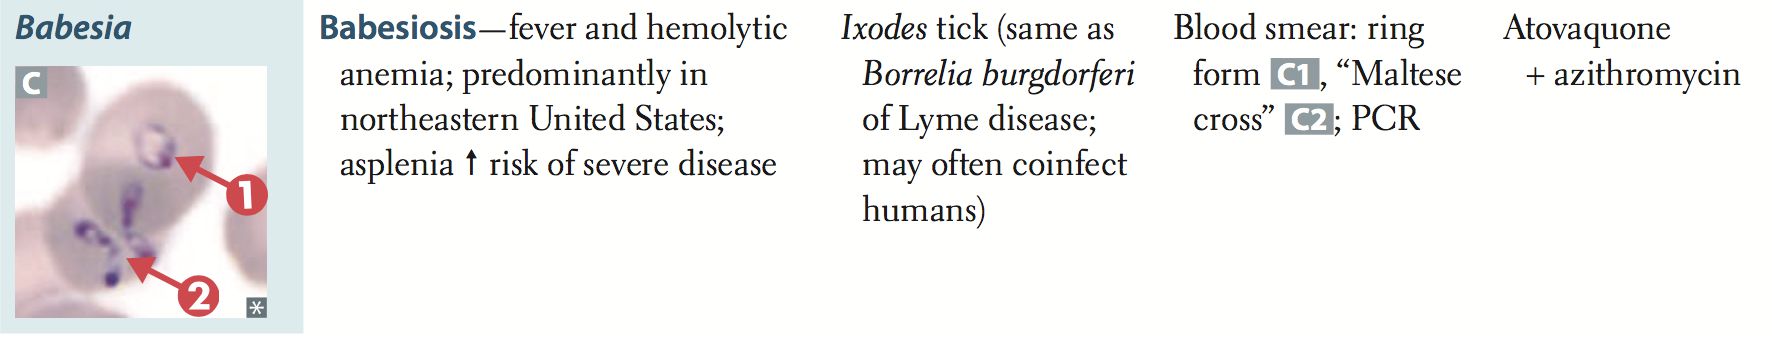 Babesia
C
1
2
*
Babesiosis—fever and hemolytic
anemia; predominantly in
northeastern United States;
asplenia ↑ risk of severe disease
Ixodes tick (same as
Borrelia burgdorferi
of Lyme disease;
may often coinfect
humans)
Blood smear: ring
form C1, “Maltese
cross” C2; PCR
Atovaquone
+ azithromycin